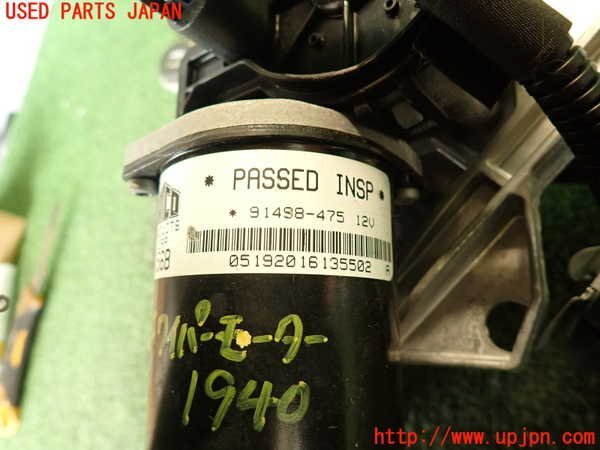 USED PARTS JAPAN
* PASSED INSP *
* 91498-475 12V
05192016135502
ワイパーモーター
1940
http://www.upjpn.com